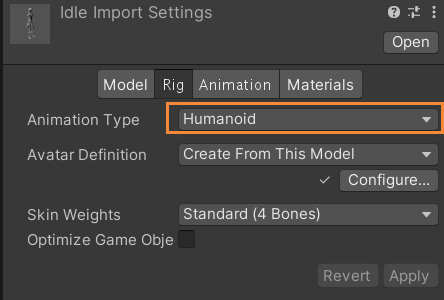 Idle Import Settings
Open
Model Rig Animation Materials
Animation Type Humanoid
Avatar Definition Create From This Model
Configure...
Skin Weights Standard (4 Bones)
Optimize Game Obje
Revert Apply